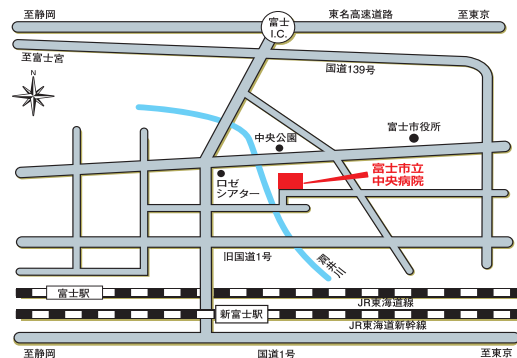 至静岡
富士
I.C.
東名高速道路
至東京
至富士宮
国道139号
N
中央公園
富士市役所
富士市立
中央病院
ロゼ
シアター
旧国道1号
潤井川
富士駅
JR東海道線
新富士駅
JR東海道新幹線
至静岡
国道1号
至東京